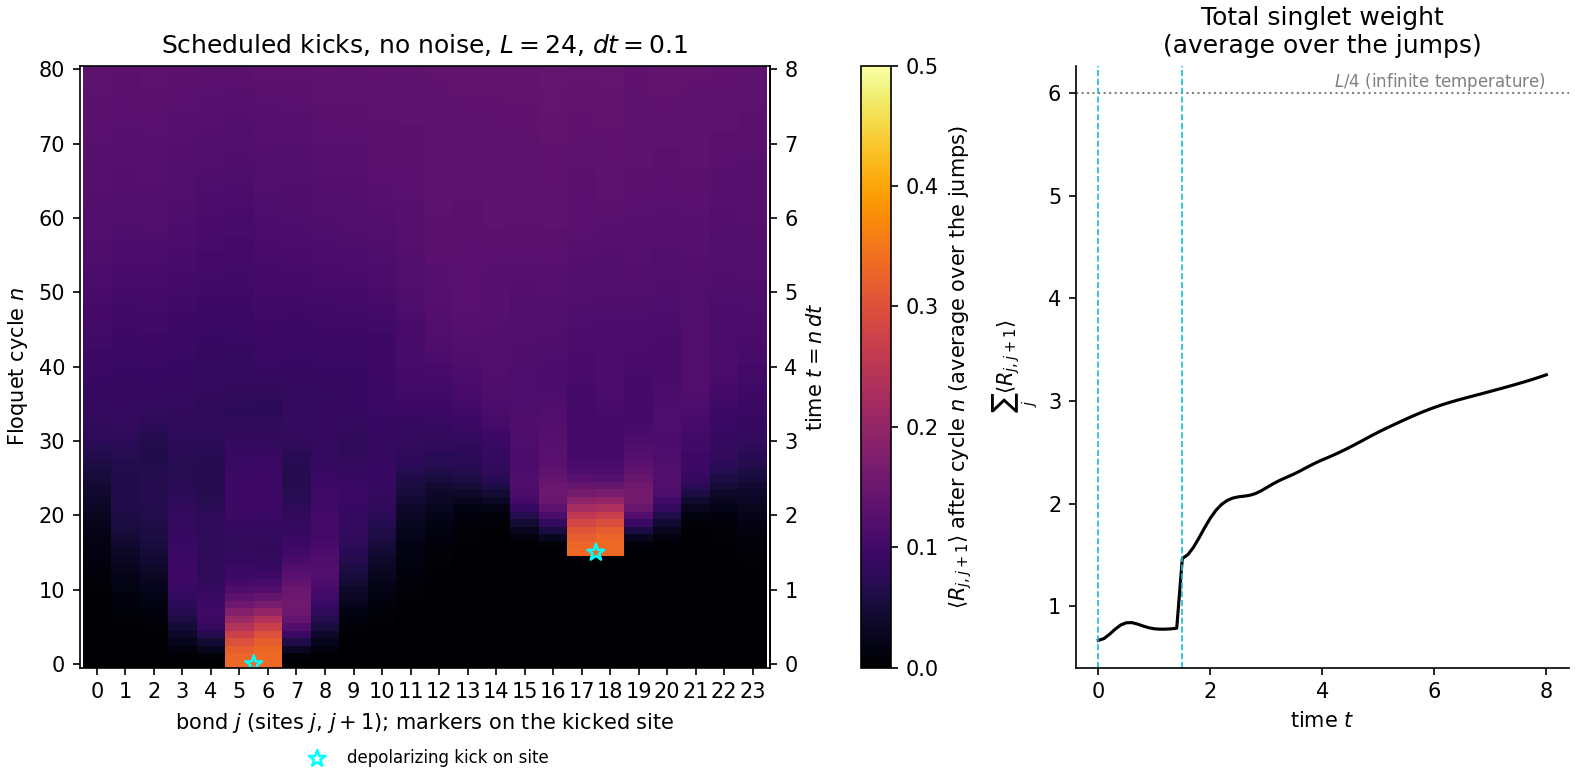 Scheduled kicks, no noise, L = 24, dt = 0.1
80
70
60
50
40
30
20
10
0
Floquet cycle n
8
7
6
5
4
3
2
1
0
time t = n dt
0 1 2 3 4 5 6 7 8 9 10 11 12 13 14 15 16 17 18 19 20 21 22 23
bond j (sites j, j + 1); markers on the kicked site
depolarizing kick on site
0.5
0.4
0.3
0.2
0.1
0.0
⟨R_{j, j+1}⟩ after cycle n (average over the jumps)
Total singlet weight
(average over the jumps)
L/4 (infinite temperature)
6
5
4
3
2
1
∑_j ⟨R_{j, j+1}⟩
0 2 4 6 8
time t